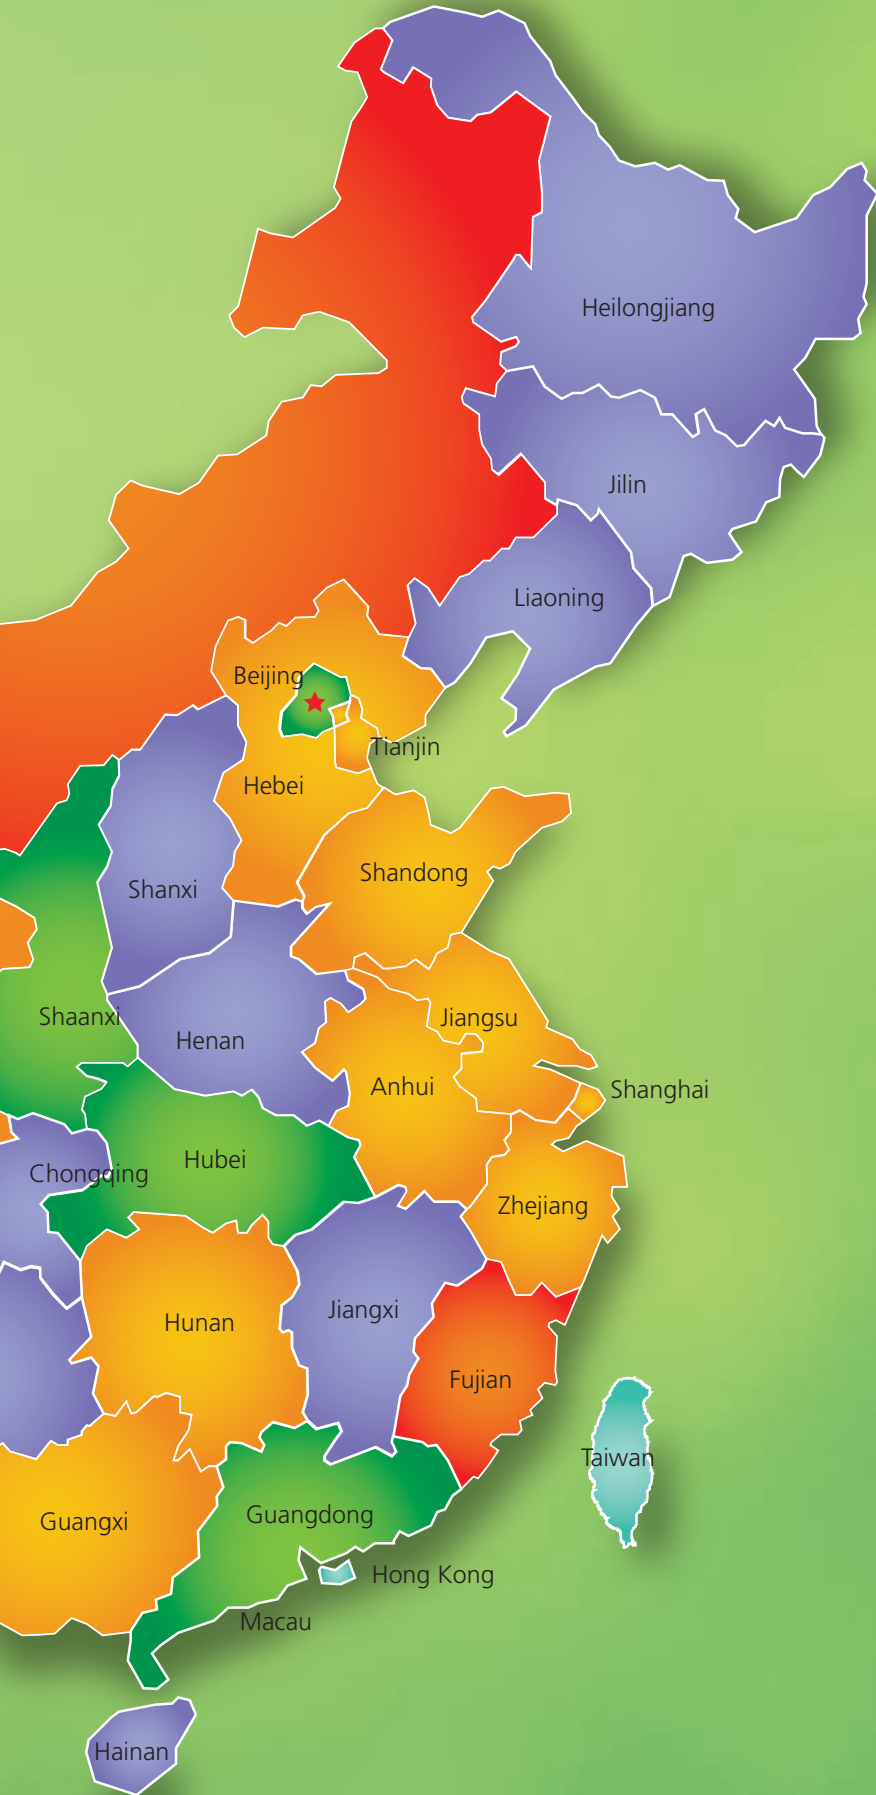 Heilongjiang
Jilin
Liaoning
Beijing
Tianjin
Hebei
Shandong
Shanxi
Shaanxi
Jiangsu
Henan
Anhui
Shanghai
Hubei
Chongqing
Zhejiang
Jiangxi
Hunan
Fujian
Taiwan
Guangdong
Guangxi
Hong Kong
Macau
Hainan